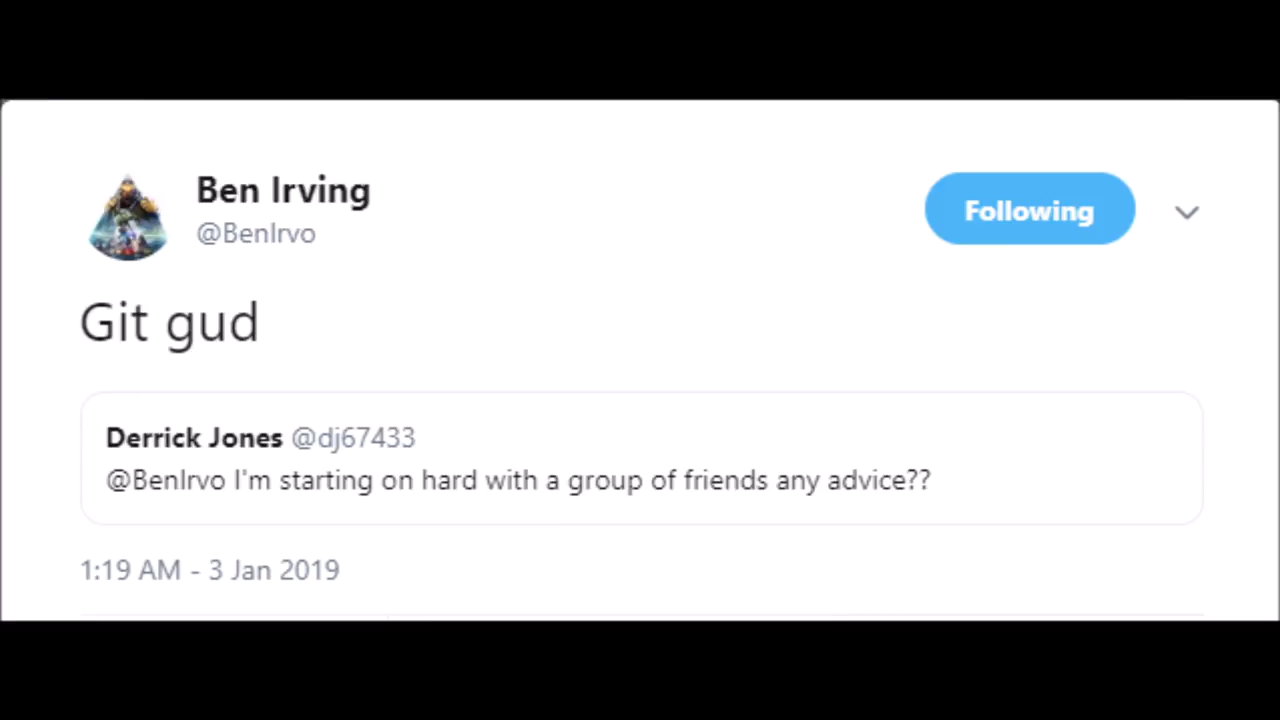 Ben Irving
@BenIrvo
Following
Git gud
Derrick Jones @dj67433
@BenIrvo I'm starting on hard with a group of friends any advice??
1:19 AM - 3 Jan 2019